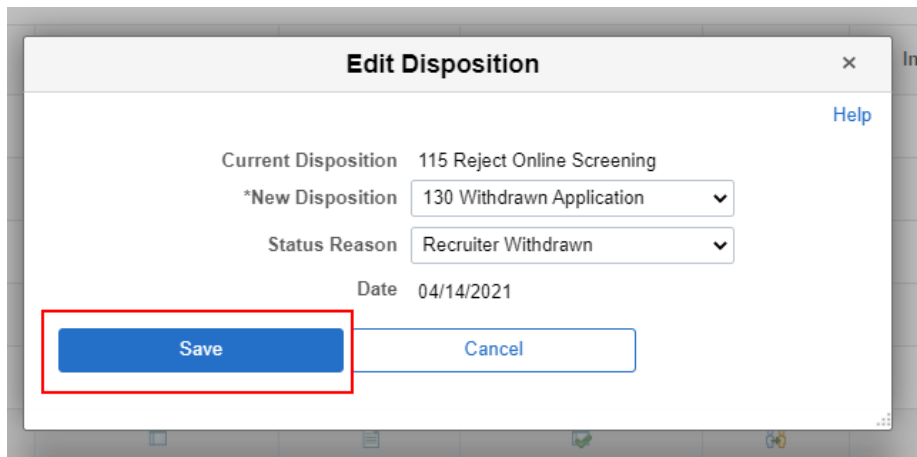 Edit Disposition ×
In
Help
Current Disposition 115 Reject Online Screening
*New Disposition 130 Withdrawn Application
Status Reason Recruiter Withdrawn
Date 04/14/2021
Save Cancel